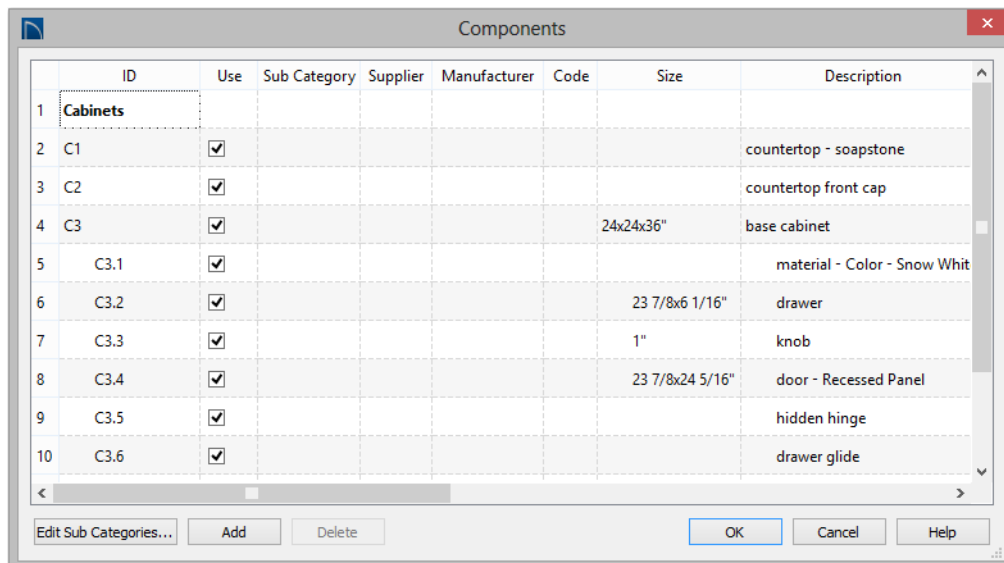 Components
ID Use Sub Category Supplier Manufacturer Code Size Description
1 Cabinets
2 C1 countertop - soapstone
3 C2 countertop front cap
4 C3 24x24x36" base cabinet
5 C3.1 material - Color - Snow Whit
6 C3.2 23 7/8x6 1/16" drawer
7 C3.3 1" knob
8 C3.4 23 7/8x24 5/16" door - Recessed Panel
9 C3.5 hidden hinge
10 C3.6 drawer glide
Edit Sub Categories... Add Delete OK Cancel Help